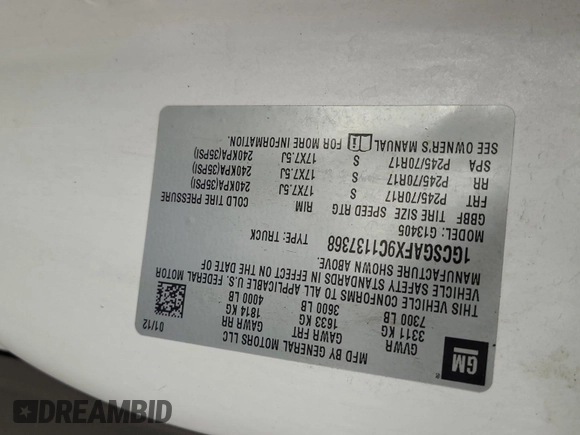 GM
MFD BY GENERAL MOTORS LLC
01/12
GVWR GAWR FRT GAWR RR
3311 KG 1633 KG 1814 KG
7300 LB 3600 LB 4000 LB
THIS VEHICLE CONFORMS TO ALL APPLICABLE U.S. FEDERAL MOTOR
VEHICLE SAFETY STANDARDS IN EFFECT ON THE DATE OF
MANUFACTURE SHOWN ABOVE.
1GCSGAFX9C1137368 TYPE: TRUCK
MODEL: G13405
GBBF TIRE SIZE SPEED RTG RIM COLD TIRE PRESSURE
FRT P245/70R17 S 17X7.5J 240KPA(35PSI)
RR P245/70R17 S 17X7.5J 240KPA(35PSI)
SPA P245/70R17 S 17X7.5J 240KPA(35PSI)
SEE OWNER'S MANUAL FOR MORE INFORMATION.
DREAMBID